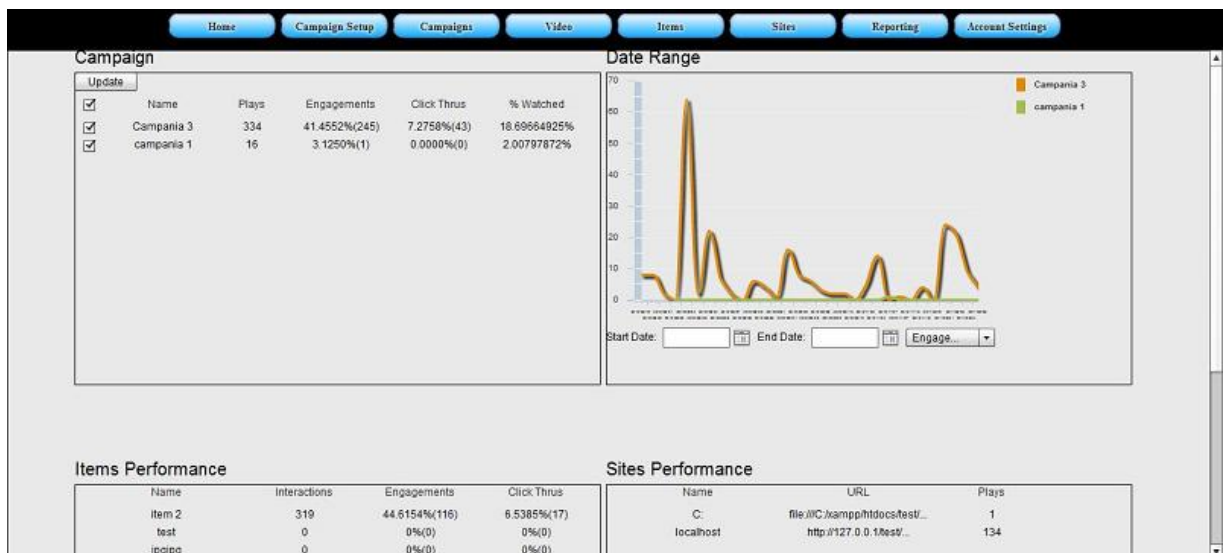 Home Campaign Setup Campaigns Video Items Sites Reporting Account Settings
Campaign
Update
Name Plays Engagements Click Thrus % Watched
Campania 3 334 41.4552%(245) 7.2758%(43) 18.69664925%
campania 1 16 3.1250%(1) 0.0000%(0) 2.00797872%
Date Range
70
60
50
40
30
20
10
0
Campania 3
campania 1
Start Date: End Date: Engage...
Items Performance
Name Interactions Engagements Click Thrus
item 2 319 44.6154%(116) 6.5385%(17)
test 0 0%(0) 0%(0)
jpgjpg 0 0%(0) 0%(0)
Sites Performance
Name URL Plays
C: file:///C:/xampp/htdocs/test/... 1
localhost http://127.0.0.1/test/... 134